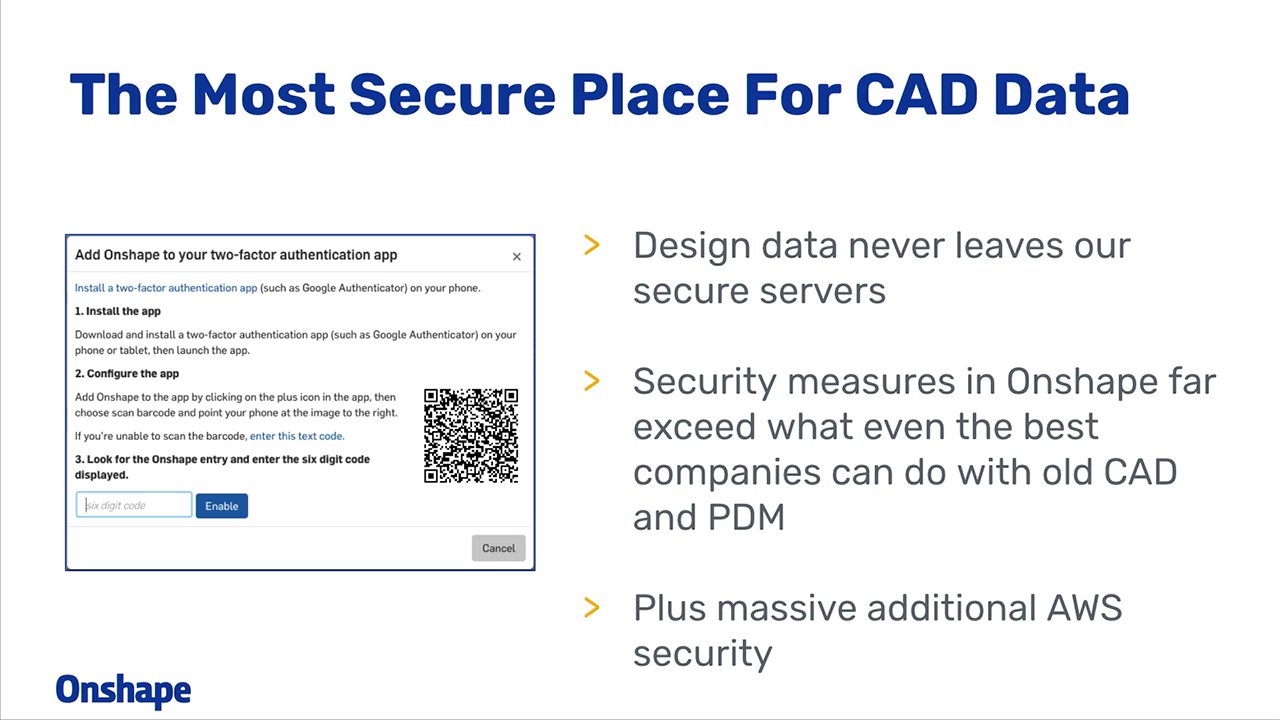 The Most Secure Place For CAD Data
Add Onshape to your two-factor authentication app
×
Install a two-factor authentication app (such as Google Authenticator) on your phone.
1. Install the app
Download and install a two-factor authentication app (such as Google Authenticator) on your
phone or tablet, then launch the app.
2. Configure the app
Add Onshape to the app by clicking on the plus icon in the app, then
choose scan barcode and point your phone at the image to the right.
If you're unable to scan the barcode, enter this text code.
3. Look for the Onshape entry and enter the six digit code
displayed.
six digit code
Enable
Cancel
> Design data never leaves our
secure servers
> Security measures in Onshape far
exceed what even the best
companies can do with old CAD
and PDM
> Plus massive additional AWS
security
Onshape